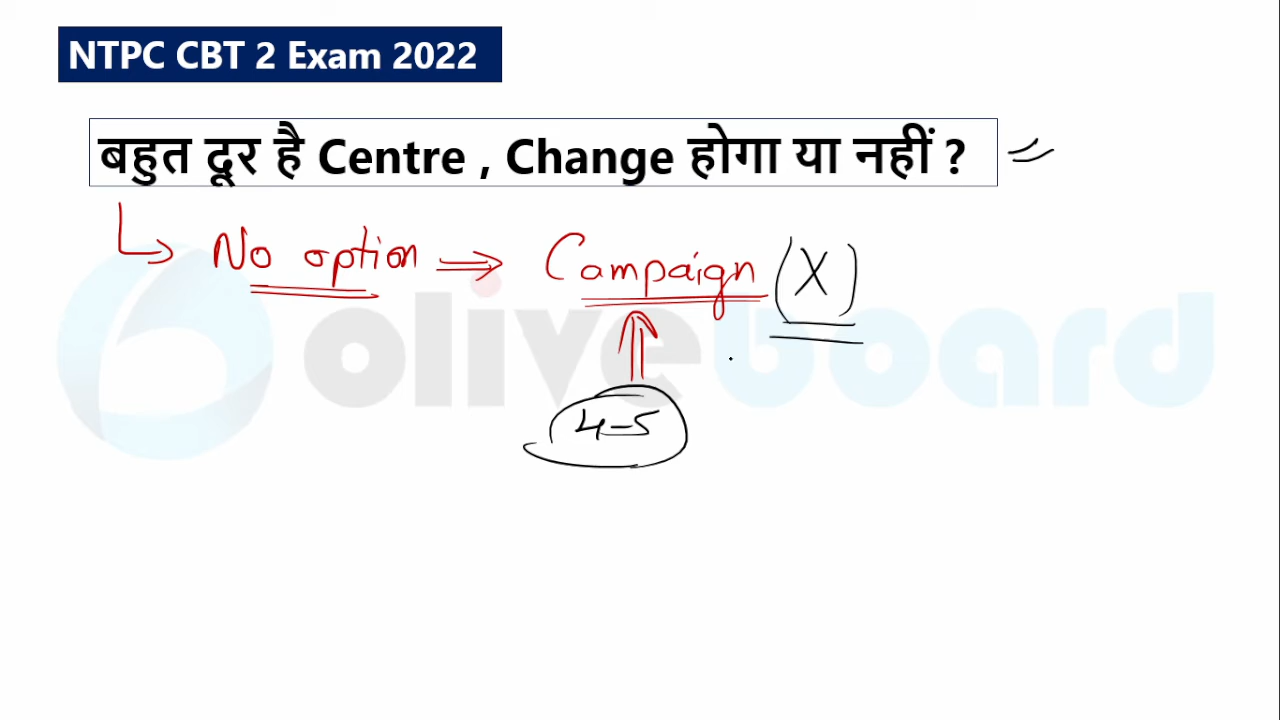 NTPC CBT 2 Exam 2022
बहुत दूर है Centre , Change होगा या नहीं ?
No option ⇒ Campaign (X)
oliveboard
4-5